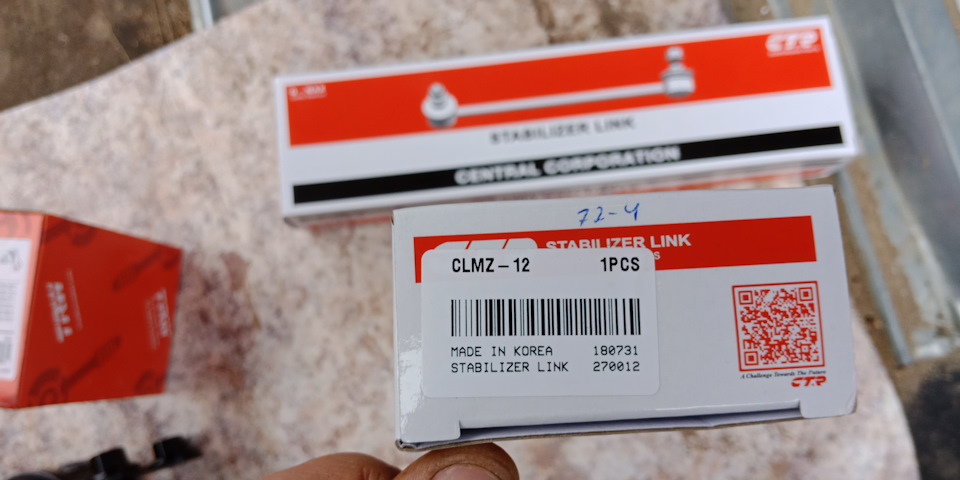 CTR
STABILIZER LINK
CENTRAL CORPORATION
72-4
STABILIZER LINK
S
CLMZ-12 1PCS
MADE IN KOREA 180731
STABILIZER LINK 270012
A Challenge Towards The Future
CTR